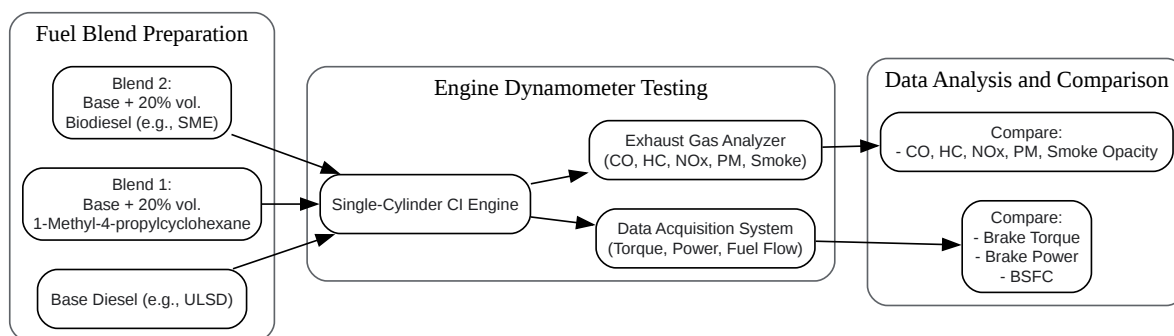 Fuel Blend Preparation
Blend 2:
Base + 20% vol.
Biodiesel (e.g., SME)
Blend 1:
Base + 20% vol.
1-Methyl-4-propylcyclohexane
Base Diesel (e.g., ULSD)
Engine Dynamometer Testing
Single-Cylinder CI Engine
Exhaust Gas Analyzer
(CO, HC, NOx, PM, Smoke)
Data Acquisition System
(Torque, Power, Fuel Flow)
Data Analysis and Comparison
Compare:
- CO, HC, NOx, PM, Smoke Opacity
Compare:
- Brake Torque
- Brake Power
- BSFC